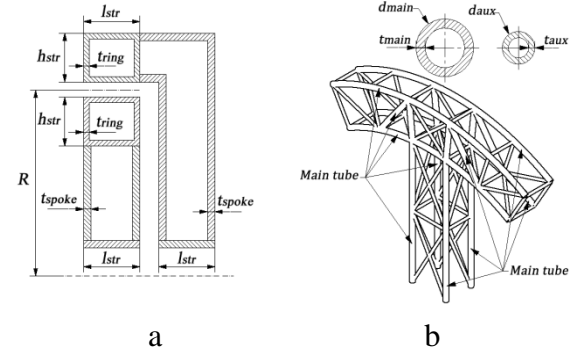 lstr
hstr
tring
hstr
tring
R
tspoke
tspoke
lstr
lstr
a
dmain
daux
tmain
taux
Main tube
Main tube
b